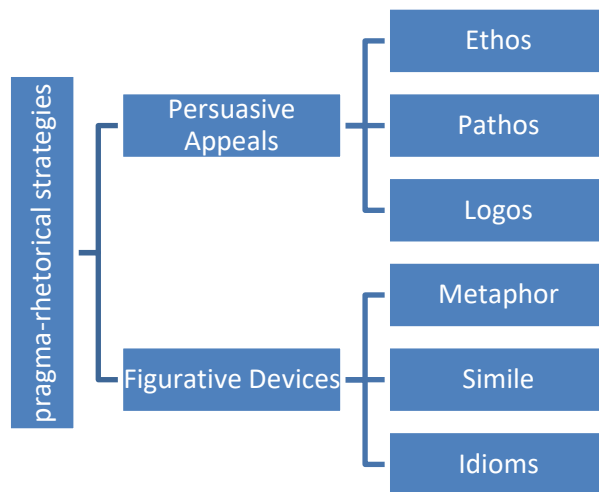 pragma-rhetorical strategies
Persuasive
Appeals
Ethos
Pathos
Logos
Figurative Devices
Metaphor
Simile
Idioms